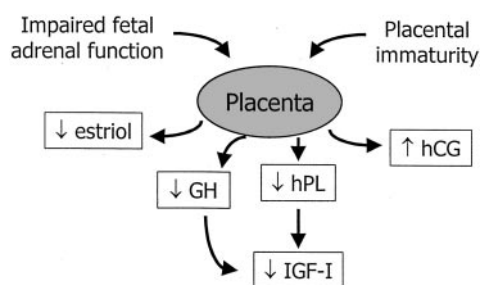 Impaired fetal
adrenal function
Placental
immaturity
Placenta
↓ estriol
↑ hCG
↓ GH
↓ hPL
↓ IGF-I